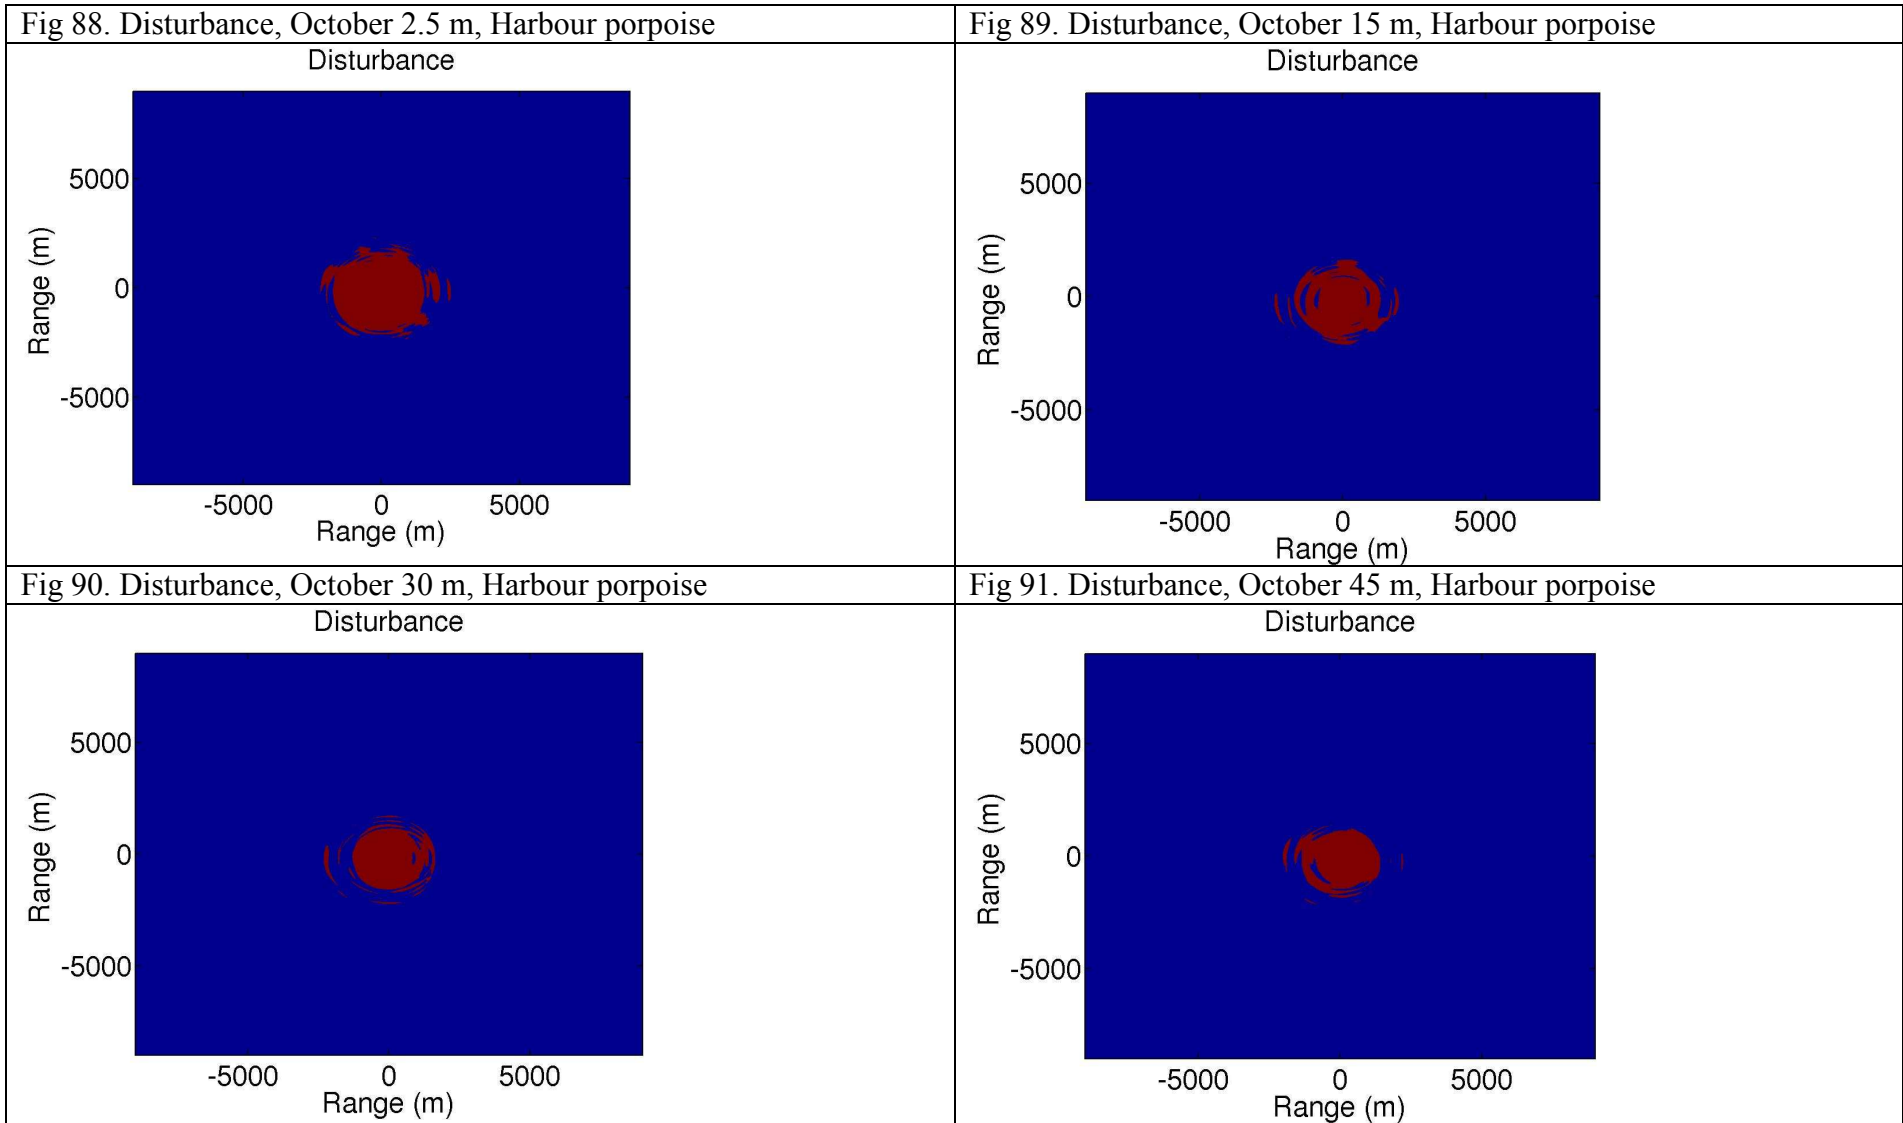 Fig 88. Disturbance, October 2.5 m, Harbour porpoise
Disturbance
5000
0
-5000
Range (m)
-5000 0 5000
Range (m)
Fig 89. Disturbance, October 15 m, Harbour porpoise
Disturbance
5000
0
-5000
Range (m)
-5000 0 5000
Range (m)
Fig 90. Disturbance, October 30 m, Harbour porpoise
Disturbance
5000
0
-5000
Range (m)
-5000 0 5000
Range (m)
Fig 91. Disturbance, October 45 m, Harbour porpoise
Disturbance
5000
0
-5000
Range (m)
-5000 0 5000
Range (m)